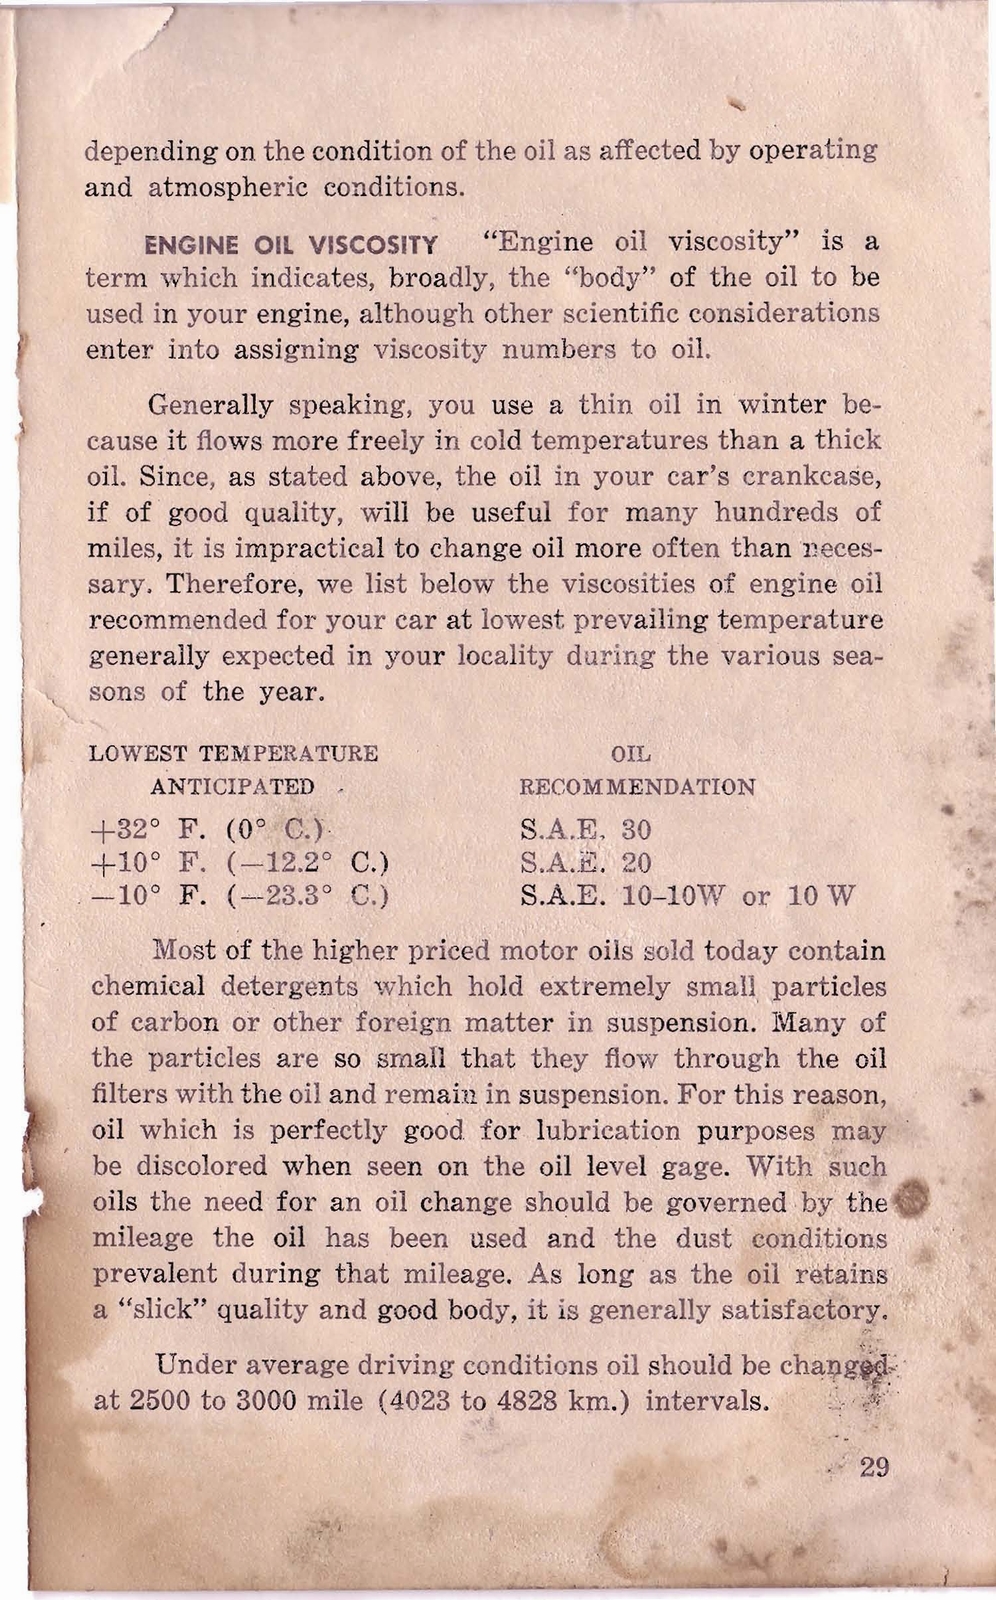 depending on the condition of the oil as affected by operating
and atmospheric conditions.
ENGINE OIL VISCOSITY “Engine oil viscosity” is a
term which indicates, broadly, the “body” of the oil to be
used in your engine, although other scientific considerations
enter into assigning viscosity numbers to oil.
Generally speaking, you use a thin oil in winter be-
cause it flows more freely in cold temperatures than a thick
oil. Since, as stated above, the oil in your car’s crankcase,
if of good quality, will be useful for many hundreds of
miles, it is impractical to change oil more often than neces-
sary. Therefore, we list below the viscosities of engine oil
recommended for your car at lowest prevailing temperature
generally expected in your locality during the various sea-
sons of the year.
LOWEST TEMPERATURE OIL
ANTICIPATED RECOMMENDATION
+32° F. (0° C.) S.A.E. 30
+10° F. (−12.2° C.) S.A.E. 20
−10° F. (−23.3° C.) S.A.E. 10–10W or 10 W
Most of the higher priced motor oils sold today contain
chemical detergents which hold extremely small particles
of carbon or other foreign matter in suspension. Many of
the particles are so small that they flow through the oil
filters with the oil and remain in suspension. For this reason,
oil which is perfectly good for lubrication purposes may
be discolored when seen on the oil level gage. With such
oils the need for an oil change should be governed by the
mileage the oil has been used and the dust conditions
prevalent during that mileage. As long as the oil retains
a “slick” quality and good body, it is generally satisfactory.
Under average driving conditions oil should be changed
at 2500 to 3000 mile (4023 to 4828 km.) intervals.
29